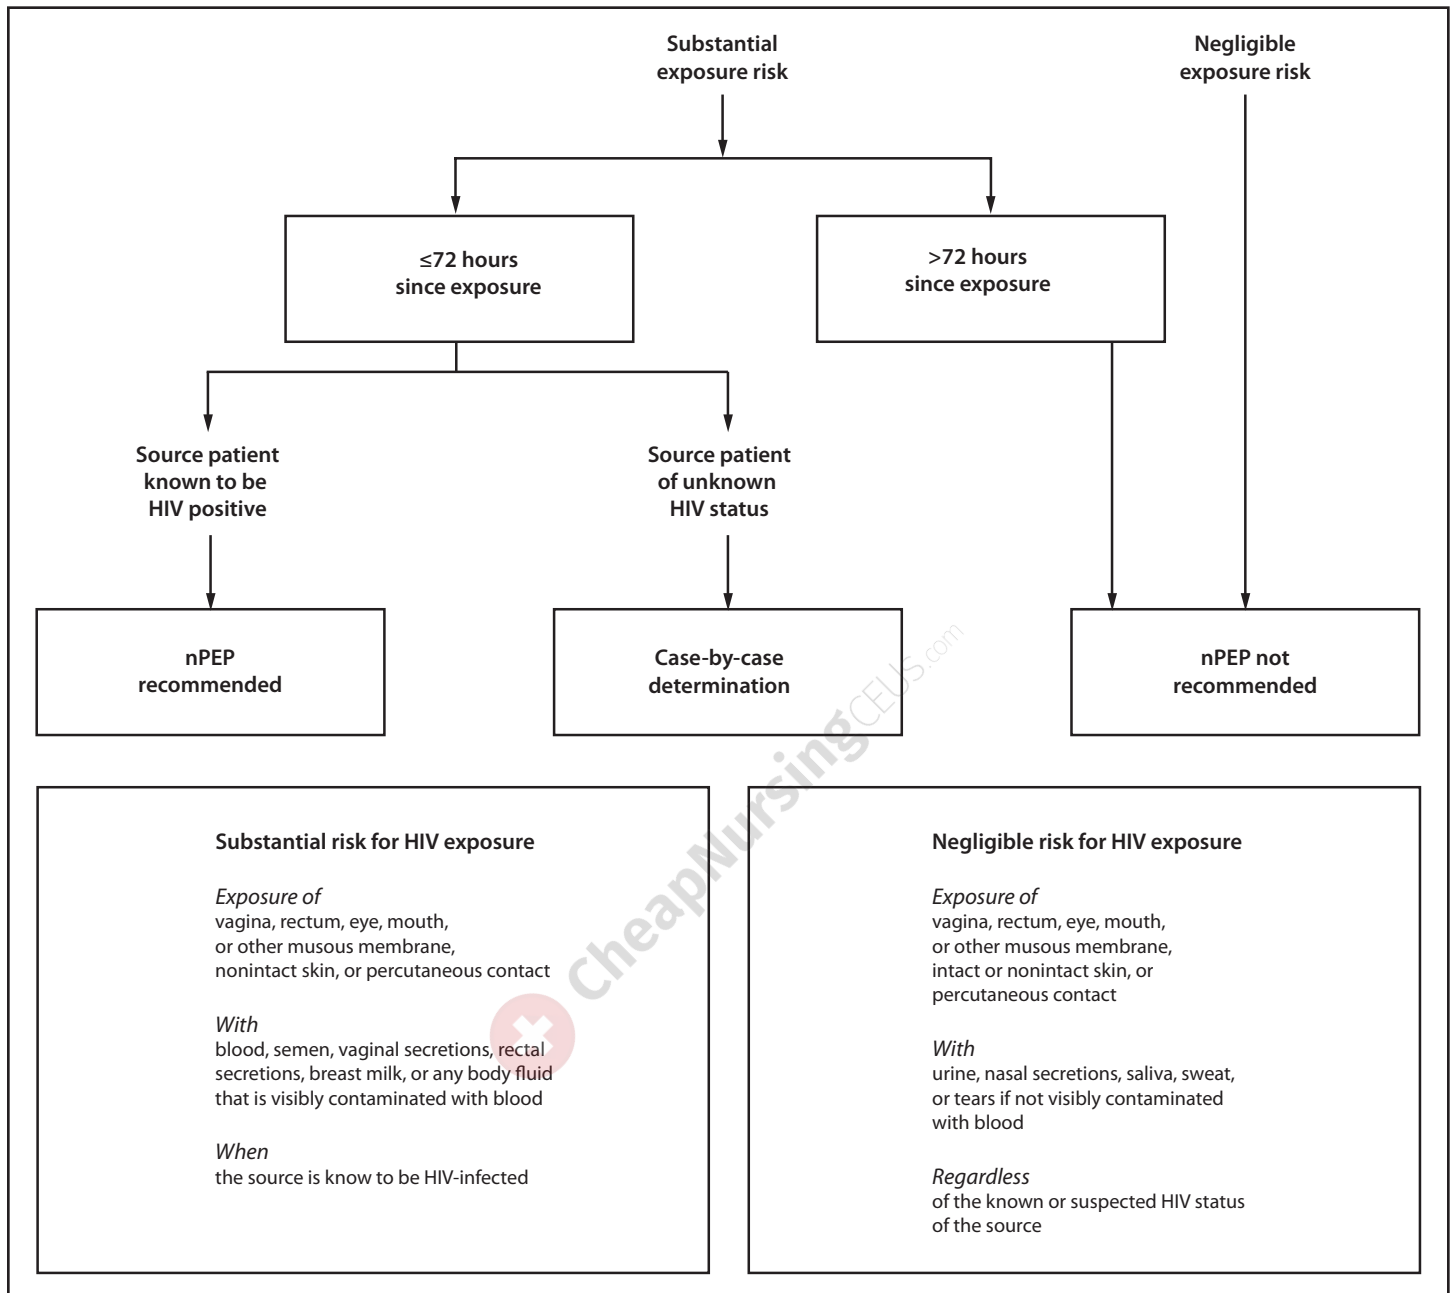 Substantial
exposure risk
Negligible
exposure risk
≤72 hours
since exposure
>72 hours
since exposure
Source patient
known to be
HIV positive
Source patient
of unknown
HIV status
nPEP
recommended
Case-by-case
determination
nPEP not
recommended
Substantial risk for HIV exposure
Exposure of
vagina, rectum, eye, mouth,
or other musous membrane,
nonintact skin, or percutaneous contact
With
blood, semen, vaginal secretions, rectal
secretions, breast milk, or any body fluid
that is visibly contaminated with blood
When
the source is know to be HIV-infected
Negligible risk for HIV exposure
Exposure of
vagina, rectum, eye, mouth,
or other musous membrane,
intact or nonintact skin, or
percutaneous contact
With
urine, nasal secretions, saliva, sweat,
or tears if not visibly contaminated
with blood
Regardless
of the known or suspected HIV status
of the source
CheapNursingCEUS.com